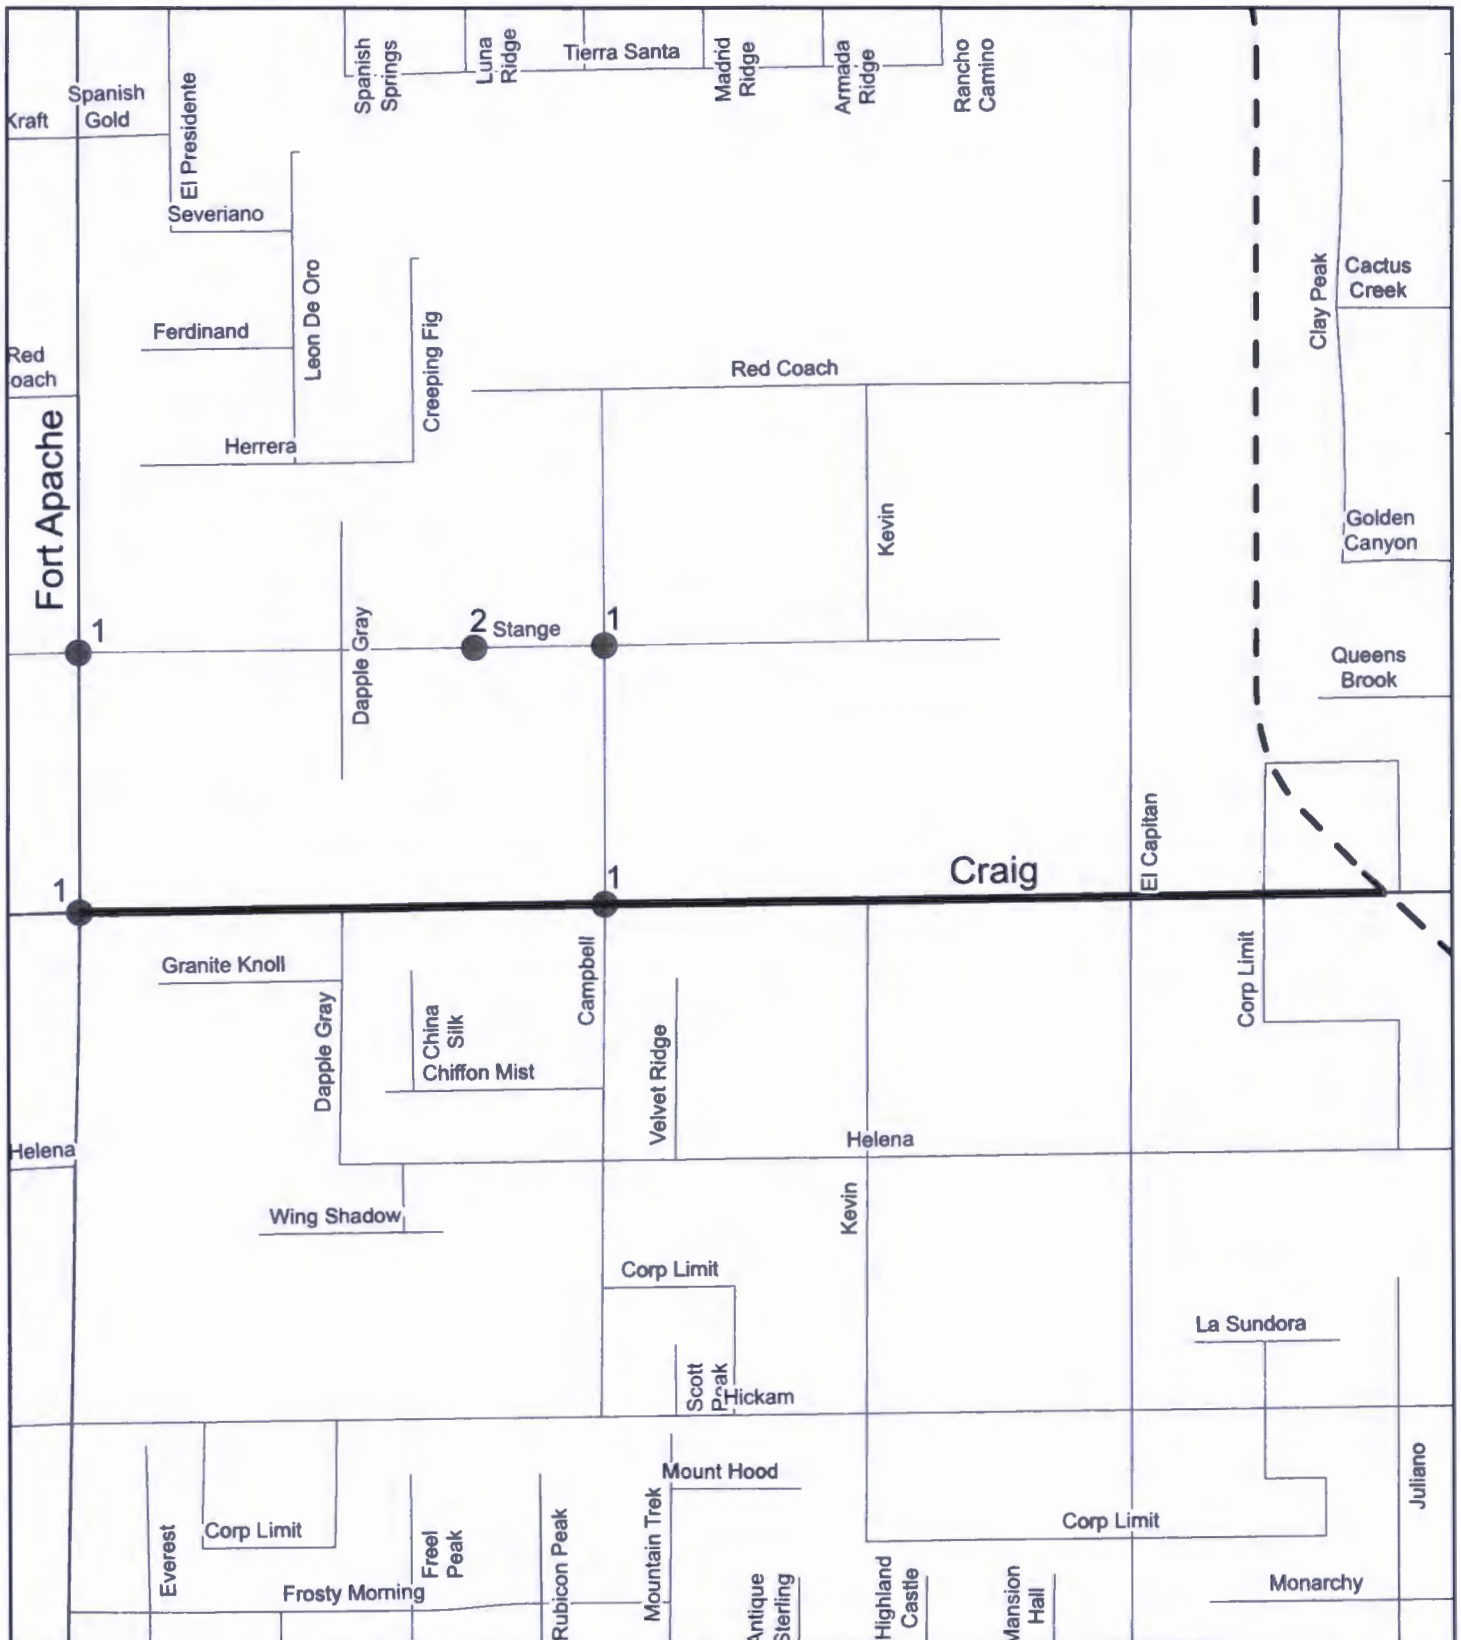 Spanish
Springs
Luna
Ridge
Tierra Santa
Madrid
Ridge
Armada
Ridge
Rancho
Camino
Spanish
Gold
Kraft
El Presidente
Severiano
Leon De Oro
Ferdinand
Creeping Fig
Red
oach
Red Coach
Clay Peak
Cactus
Creek
Herrera
Fort Apache
Kevin
Golden
Canyon
1
Dapple Gray
2
Stange
1
Queens
Brook
El Capitan
Craig
1
1
Granite Knoll
Campbell
Corp Limit
Dapple Gray
China
Silk
Chiffon Mist
Velvet Ridge
Helena
Helena
Wing Shadow
Kevin
Corp Limit
La Sundora
Scott
Peak
Hickam
Mount Hood
Juliano
Everest
Corp Limit
Freel
Peak
Rubicon Peak
Mountain Trek
Corp Limit
Frosty Morning
Antique
Sterling
Highland
Castle
Mansion
Hall
Monarchy